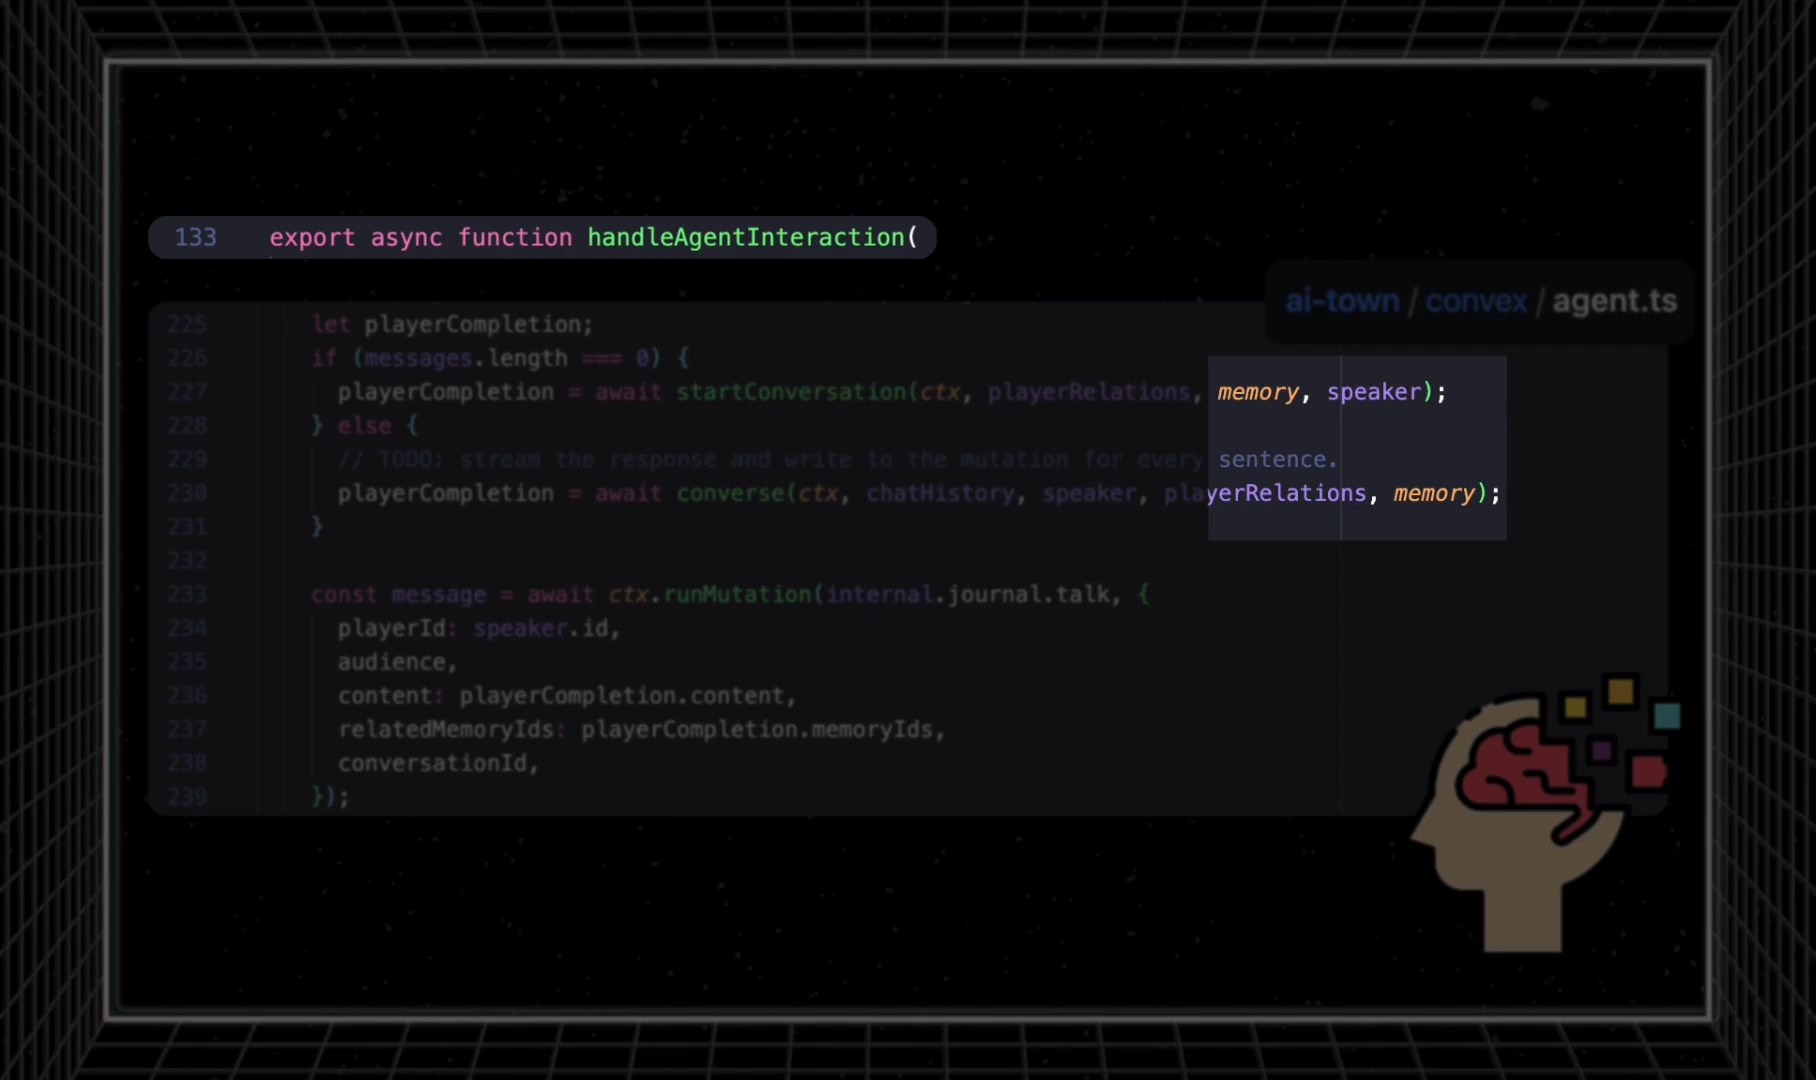 133 export async function handleAgentInteraction(
ai-town / convex / agent.ts
225 let playerCompletion;
226 if (messages.length === 0) {
227 playerCompletion = await startConversation(ctx, playerRelations, memory, speaker);
228 } else {
229 // TODO: stream the response and write to the mutation for every sentence.
230 playerCompletion = await converse(ctx, chatHistory, speaker, playerRelations, memory);
231 }
232
233 const message = await ctx.runMutation(internal.journal.talk, {
234 playerId: speaker.id,
235 audience,
236 content: playerCompletion.content,
237 relatedMemoryIds: playerCompletion.memoryIds,
238 conversationId,
239 });